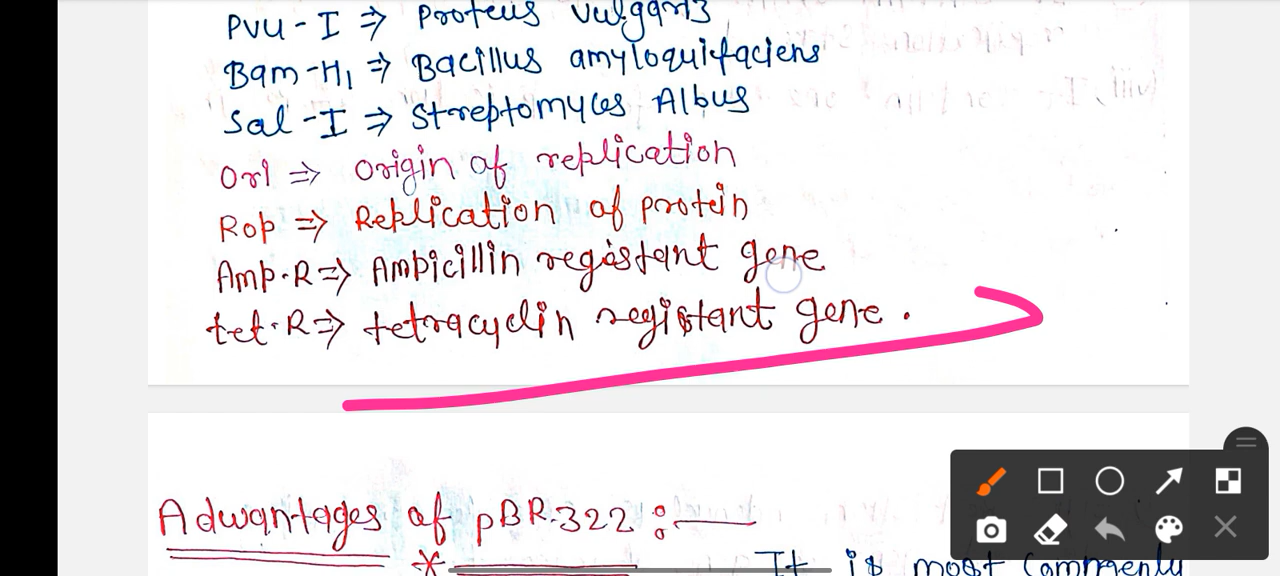 PVU-I ⇒ Proteus Vulgaris
Bam-H₁ ⇒ Bacillus amyloquifaciens
Sal-I ⇒ Streptomyces Albus
Ori ⇒ Origin of replication
Rop ⇒ Replication of protein
Amp.R ⇒ Ampicillin registant gene
tet.R ⇒ tetracyclin registant gene.
Adwantages of pBR322 :—
* It is most Commenly